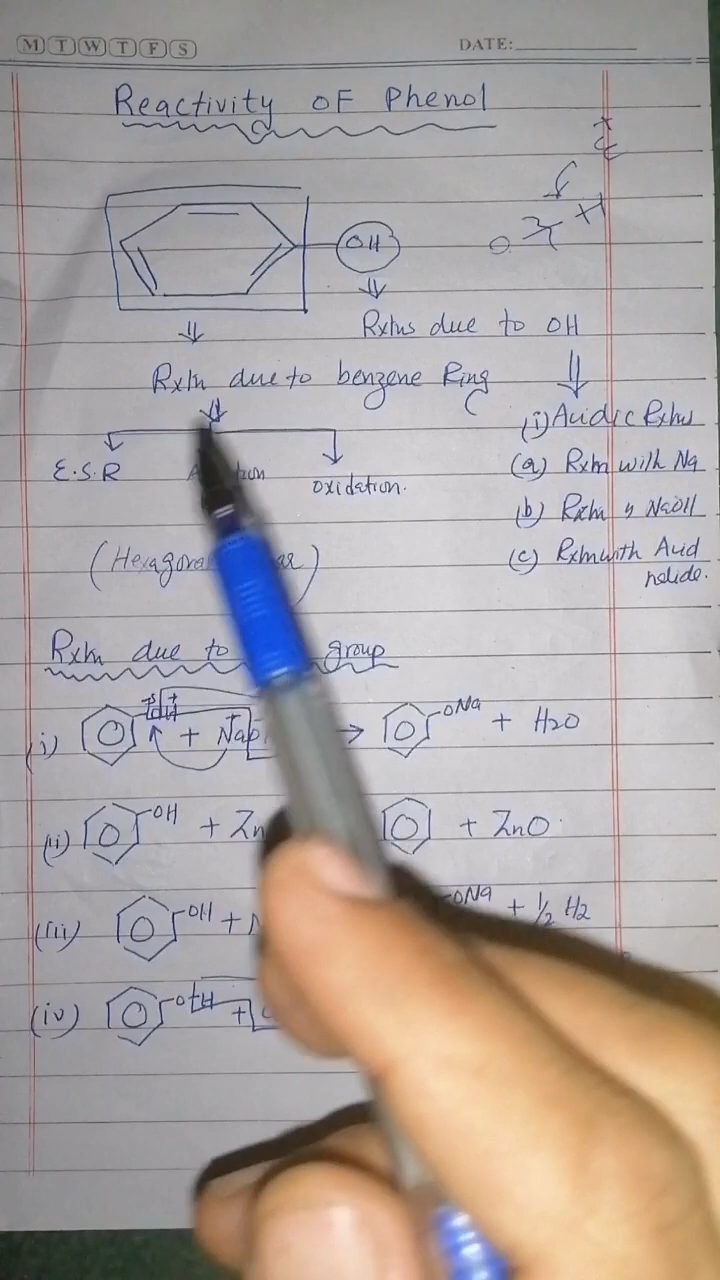 M T W T F S DATE:
Reactivity OF Phenol
OH
Rxns due to OH
Rxn due to benzene Ring
(i) Acidic Rxns
E.S.R oxidation.
(a) Rxn with Na
(b) Rxn " NaOH
(c) Rxn with Acid
halide.
Rxn due to group
(i) + → ONa + H2O
(ii) OH + Zn + ZnO
(iii) OH + ONa + 1/2 H2
(iv) OH +